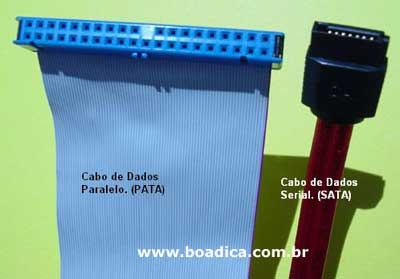 Cabo de Dados
Paralelo. (PATA)
Cabo de Dados
Serial. (SATA)
www.boadica.com.br